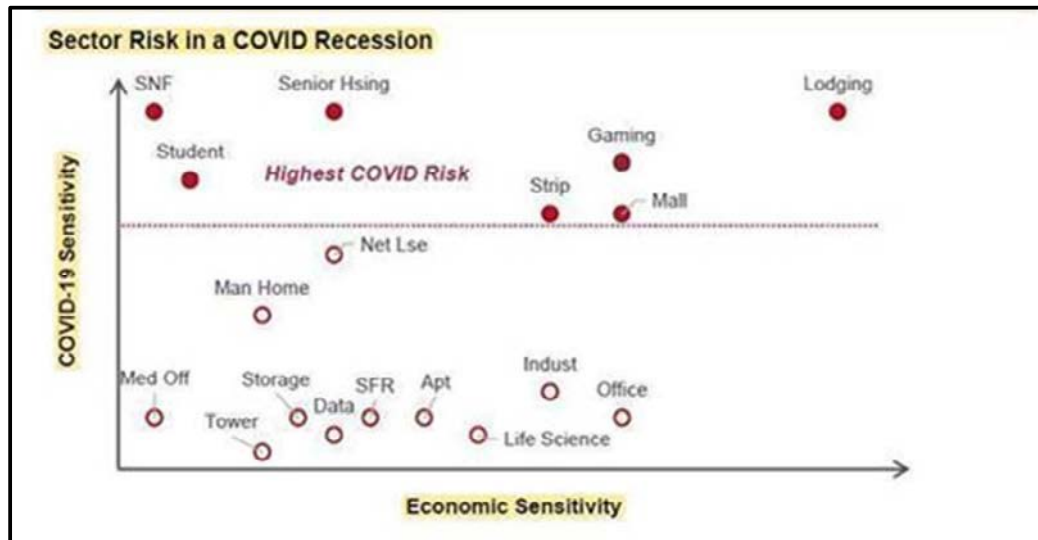 Sector Risk in a COVID Recession
SNF
Senior Hsing
Lodging
Gaming
Student
Highest COVID Risk
Strip
Mall
Net Lse
Man Home
COVID-19 Sensitivity
Indust
Med Off
Storage
SFR
Apt
Office
Data
Tower
Life Science
Economic Sensitivity